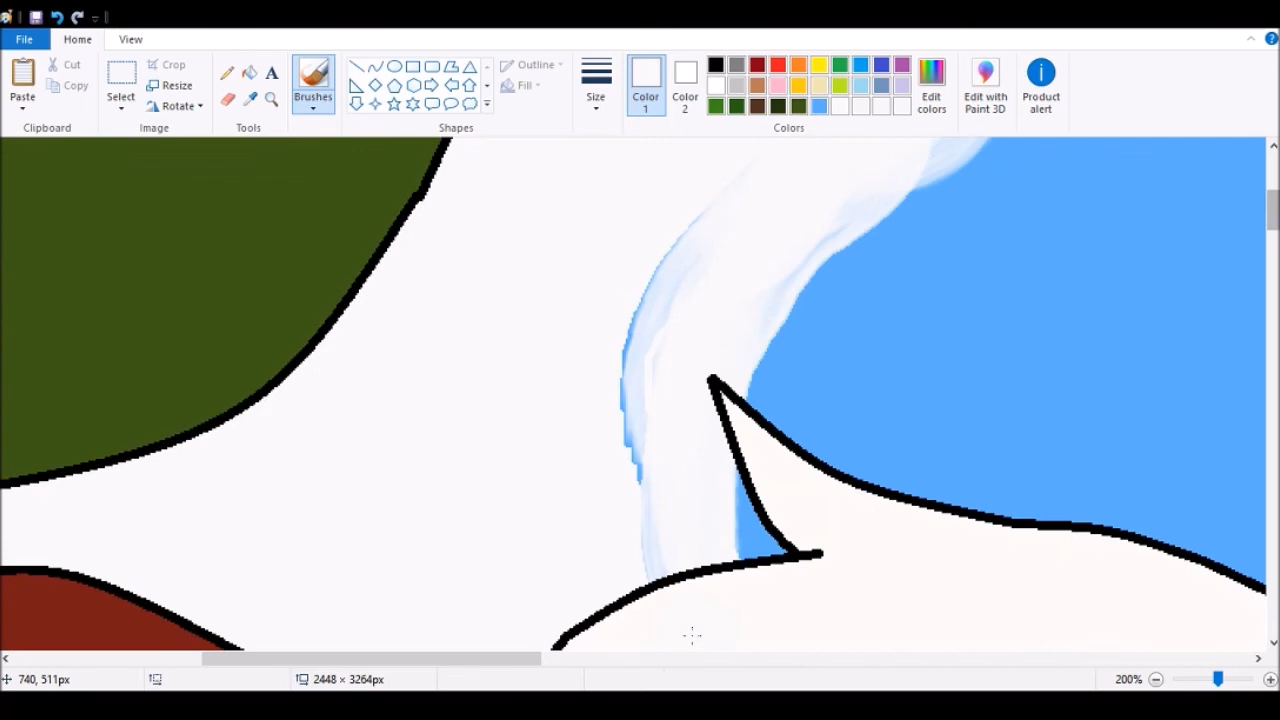 File Home View
Paste Cut Copy
Clipboard
Select Crop Resize Rotate
Image
A
Tools
Brushes
Outline Fill
Shapes
Size
Color 1
Color 2
Edit colors
Colors
Edit with Paint 3D
Product alert
740, 511px 2448 × 3264px 200%